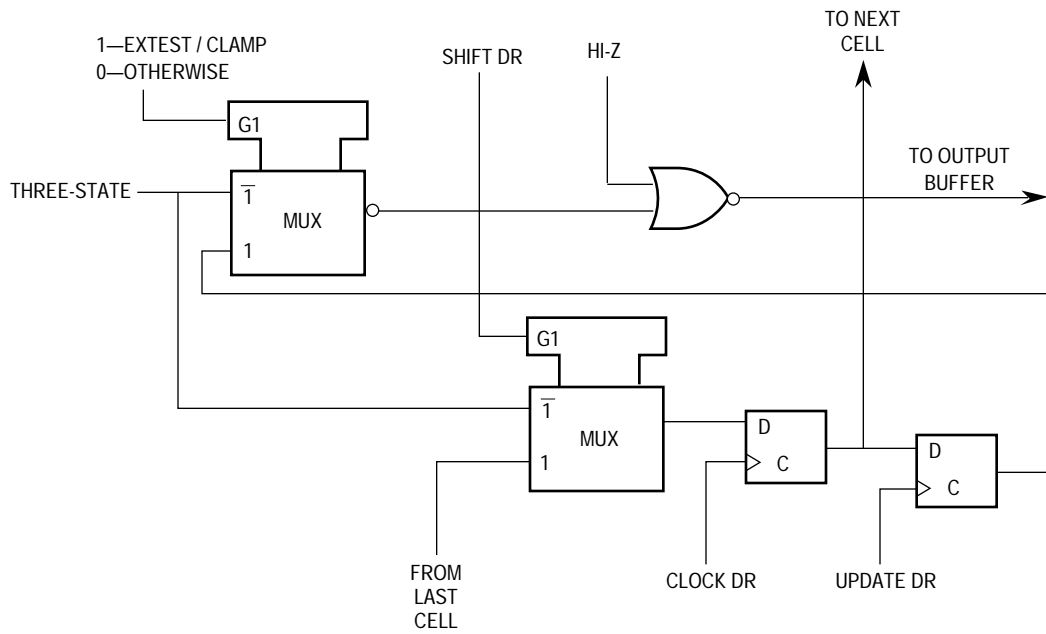 1—EXTEST / CLAMP
0—OTHERWISE
SHIFT DR
HI-Z
TO NEXT
CELL
G1
THREE-STATE
1
MUX
1
TO OUTPUT
BUFFER
G1
1
MUX
1
D
C
D
C
FROM
LAST
CELL
CLOCK DR
UPDATE DR